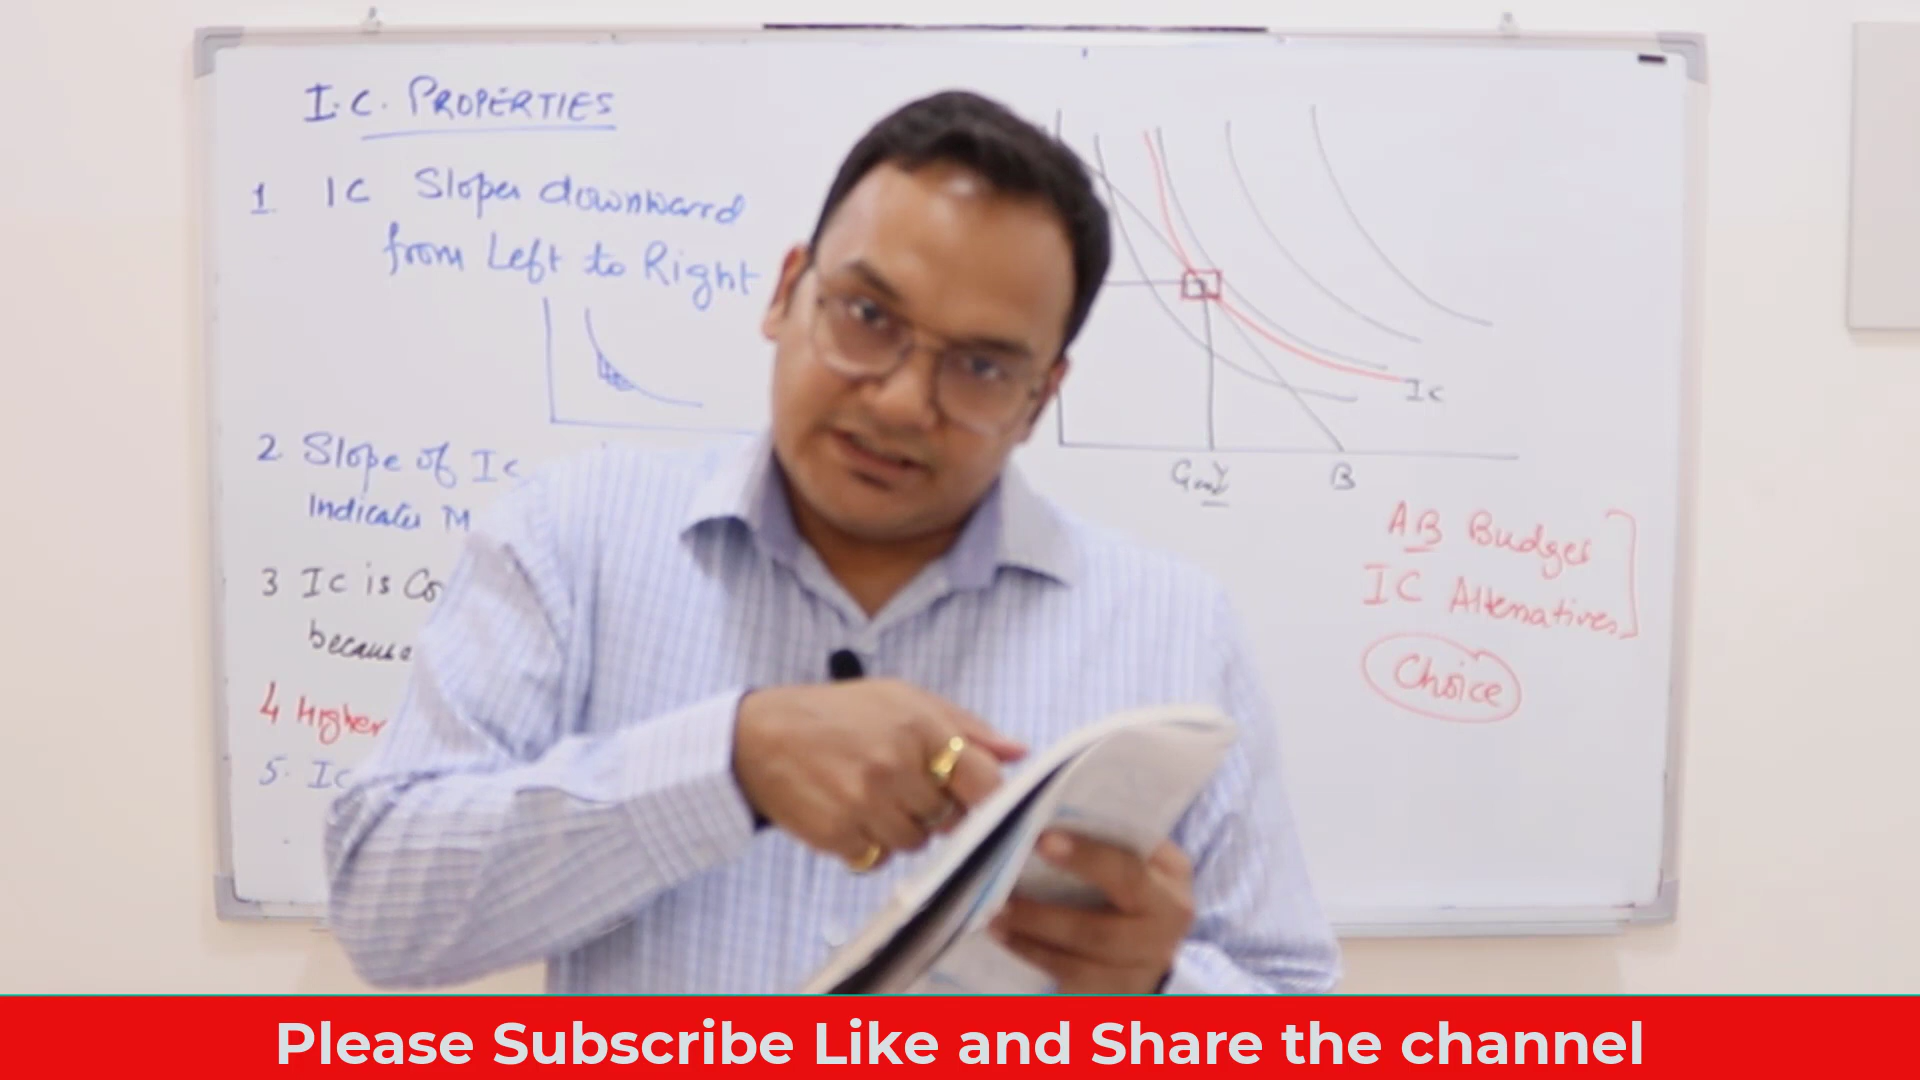 I.C. PROPERTIES
1 IC Slopes downward
from Left to Right
2 Slope of Ic
Indicates M
3 Ic is Co
because
4 Higher
5. Ic
Ic
Good Y
B
AB Budget
IC Alternatives
Choice
Please Subscribe Like and Share the channel